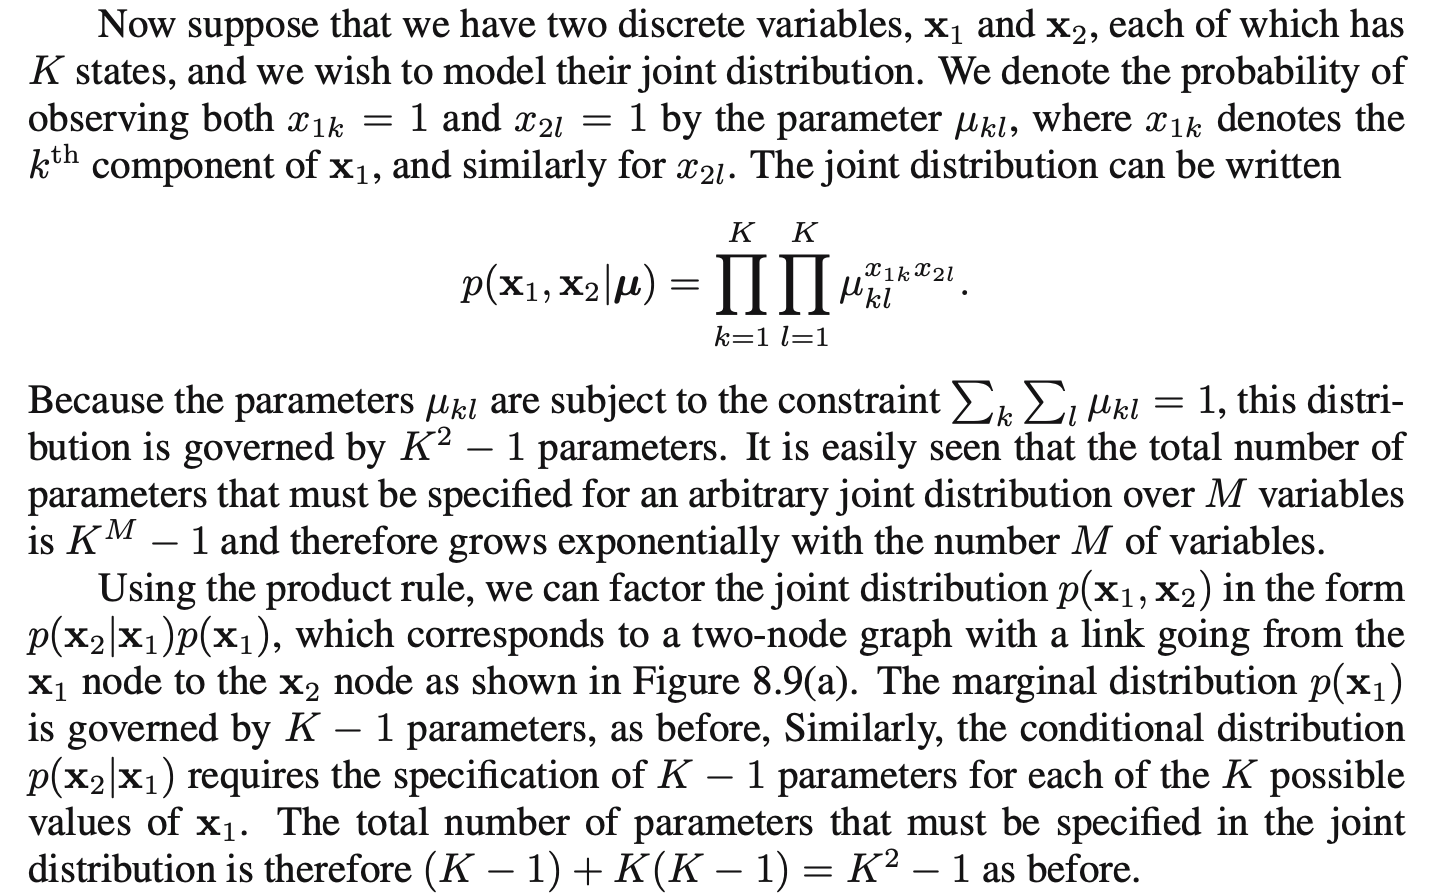 Now suppose that we have two discrete variables, x₁ and x₂, each of which has
K states, and we wish to model their joint distribution. We denote the probability of
observing both x₁ₖ = 1 and x₂ₗ = 1 by the parameter μₖₗ, where x₁ₖ denotes the
kᵗʰ component of x₁, and similarly for x₂ₗ. The joint distribution can be written
p(x₁, x₂|μ) = ∏_{k=1}^{K} ∏_{l=1}^{K} μ_{kl}^{x_{1k}x_{2l}}.
Because the parameters μₖₗ are subject to the constraint ∑ₖ ∑ₗ μₖₗ = 1, this distri-
bution is governed by K² − 1 parameters. It is easily seen that the total number of
parameters that must be specified for an arbitrary joint distribution over M variables
is Kᴹ − 1 and therefore grows exponentially with the number M of variables.
Using the product rule, we can factor the joint distribution p(x₁, x₂) in the form
p(x₂|x₁)p(x₁), which corresponds to a two-node graph with a link going from the
x₁ node to the x₂ node as shown in Figure 8.9(a). The marginal distribution p(x₁)
is governed by K − 1 parameters, as before, Similarly, the conditional distribution
p(x₂|x₁) requires the specification of K − 1 parameters for each of the K possible
values of x₁. The total number of parameters that must be specified in the joint
distribution is therefore (K − 1) + K(K − 1) = K² − 1 as before.